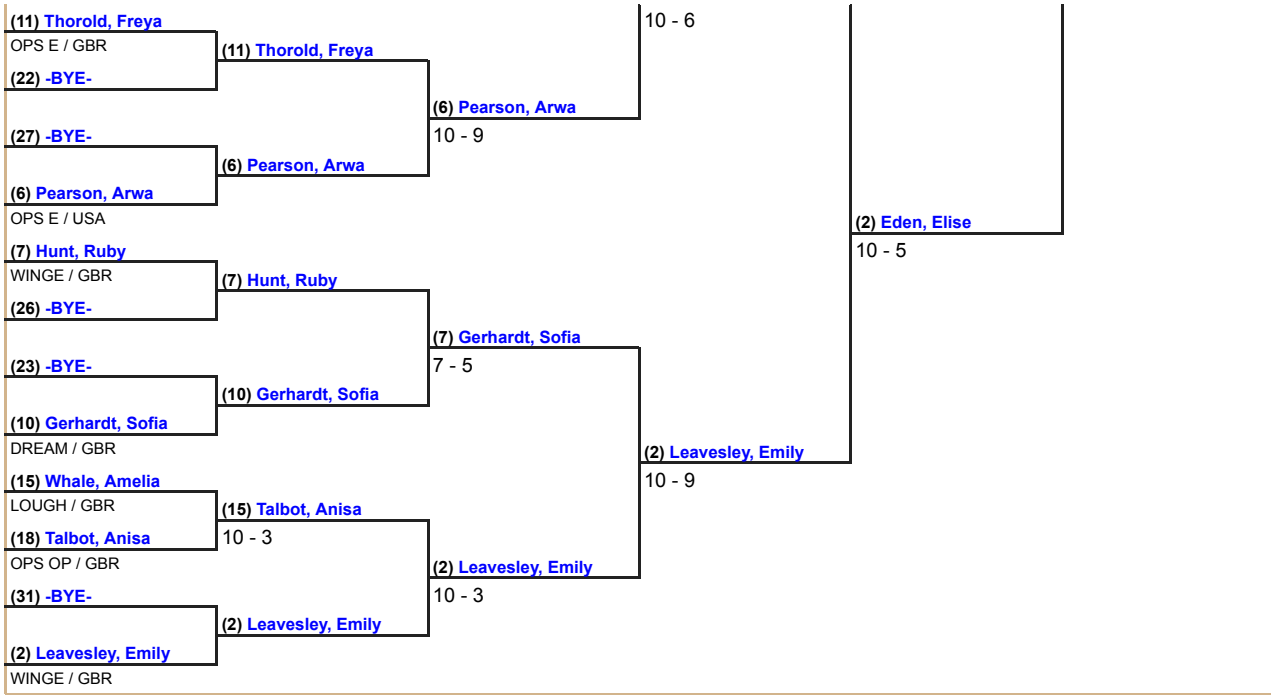 (11) Thorold, Freya
OPS E / GBR
(22) -BYE-
(27) -BYE-
(6) Pearson, Arwa
OPS E / USA
(7) Hunt, Ruby
WINGE / GBR
(26) -BYE-
(23) -BYE-
(10) Gerhardt, Sofia
DREAM / GBR
(15) Whale, Amelia
LOUGH / GBR
(18) Talbot, Anisa
OPS OP / GBR
(31) -BYE-
(2) Leavesley, Emily
WINGE / GBR
(11) Thorold, Freya
(6) Pearson, Arwa
(7) Hunt, Ruby
(10) Gerhardt, Sofia
(15) Talbot, Anisa
10 - 3
(2) Leavesley, Emily
(6) Pearson, Arwa
10 - 9
(7) Gerhardt, Sofia
7 - 5
(2) Leavesley, Emily
10 - 3
10 - 6
(2) Leavesley, Emily
10 - 9
(2) Eden, Elise
10 - 5